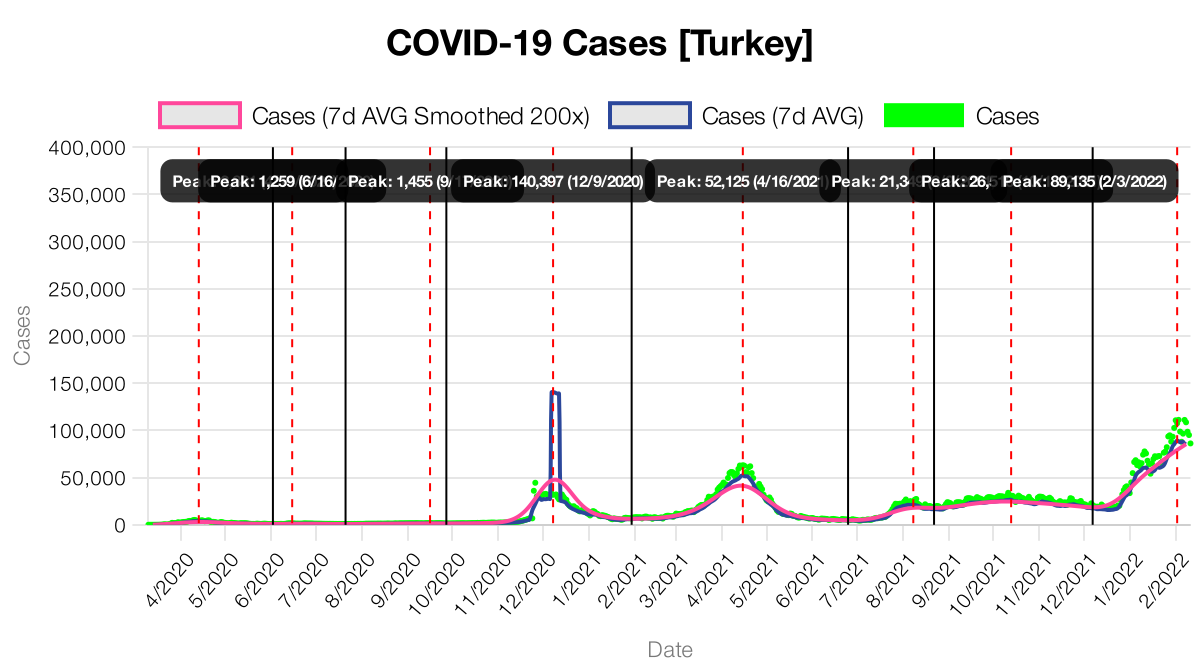 COVID-19 Cases [Turkey]
Cases (7d AVG Smoothed 200x) Cases (7d AVG) Cases
400,000
350,000
300,000
250,000
200,000
150,000
100,000
50,000
0
Cases
Peak: 1,259 (6/16/ Peak: 1,455 (9/ Peak: 140,397 (12/9/2020) Peak: 52,125 (4/16/2021) Peak: 21,34 Peak: 26, Peak: 89,135 (2/3/2022)
4/2020 5/2020 6/2020 7/2020 8/2020 9/2020 10/2020 11/2020 12/2020 1/2021 2/2021 3/2021 4/2021 5/2021 6/2021 7/2021 8/2021 9/2021 10/2021 11/2021 12/2021 1/2022 2/2022
Date